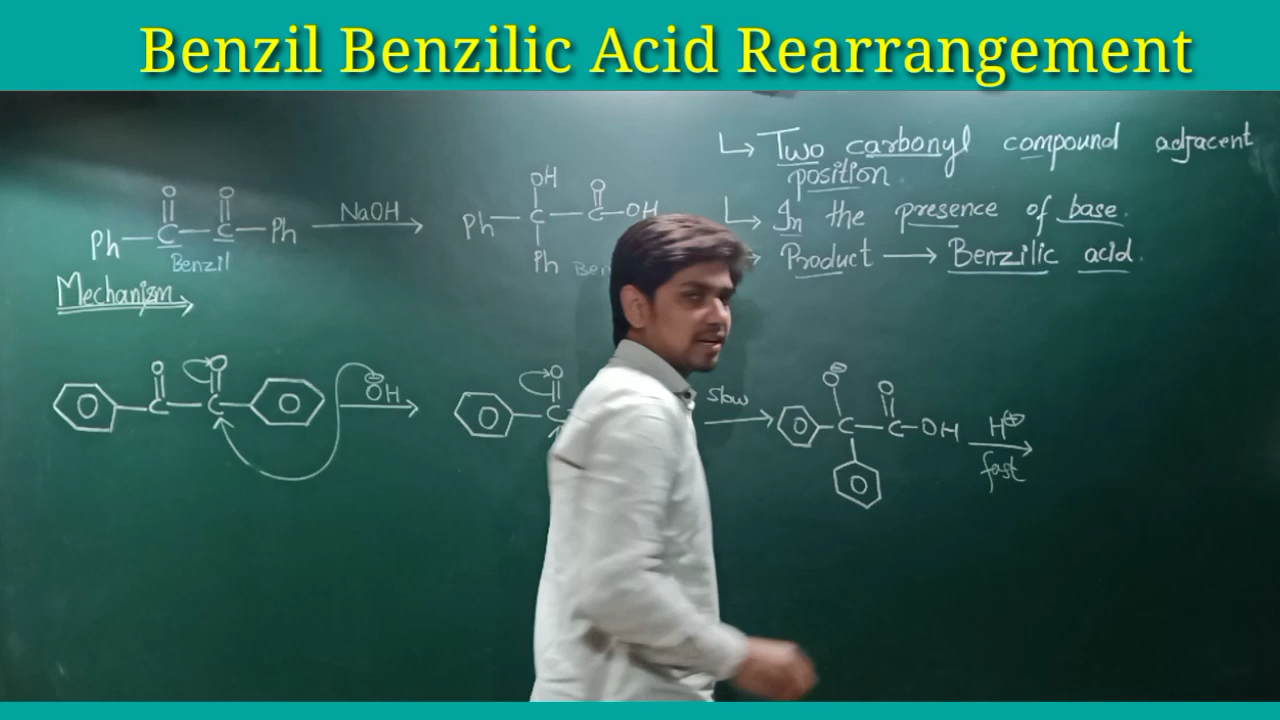 Benzil Benzilic Acid Rearrangement
↳ Two carbonyl compound adjacent
position
↳ In the presence of base
→ Product → Benzilic acid
O O
Ph–C–C–Ph
NaOH
Benzil
OH O
Ph–C–C–OH
Ph
Mechanism
O O
C–C
⊖OH
O
C
slow
O⊖ O
C–C–OH
H⊕
fast